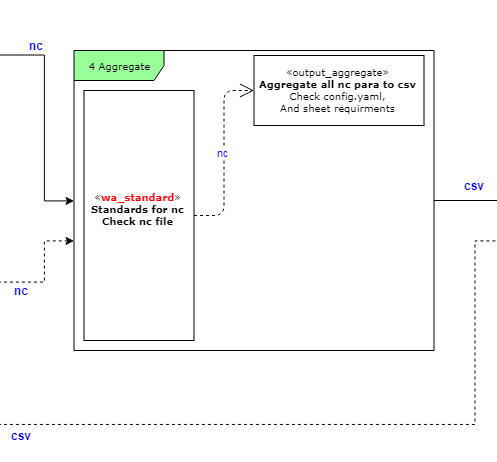 nc
4 Aggregate
«output_aggregate»
Aggregate all nc para to csv
Check config.yaml,
And sheet requirments
nc
«wa_standard»
Standards for nc
Check nc file
csv
nc
csv